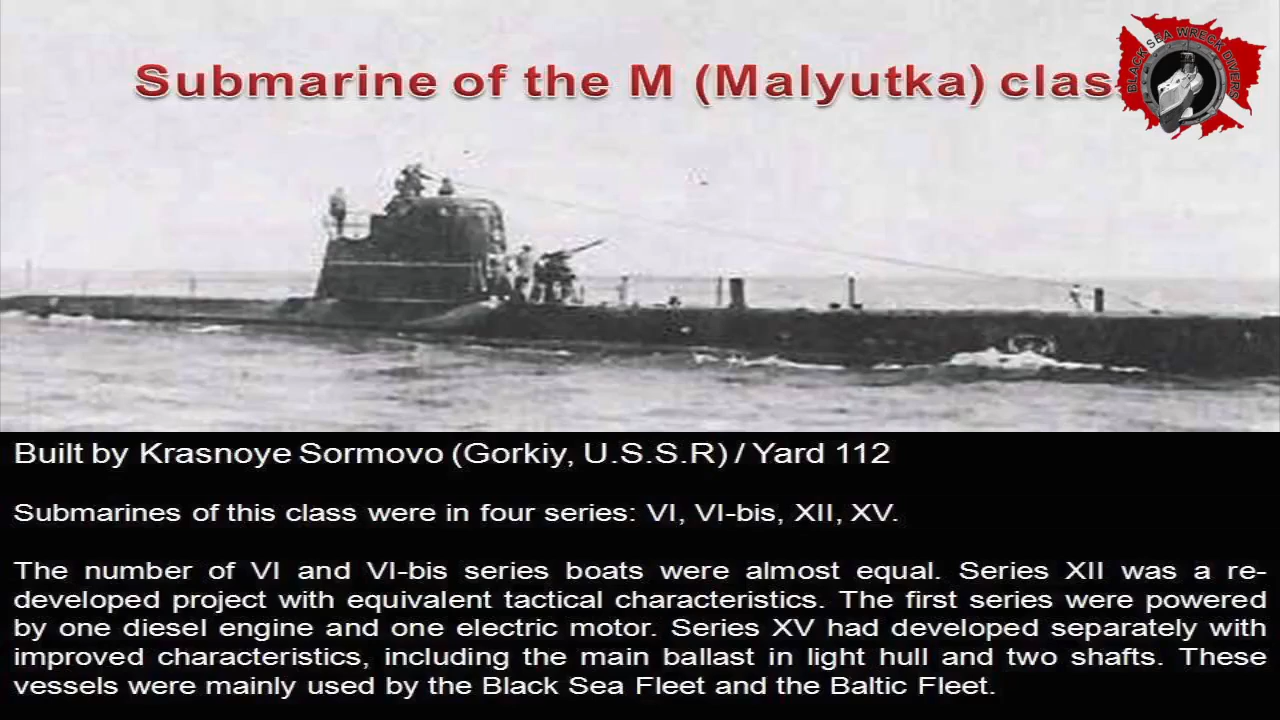 Submarine of the M (Malyutka) clas
BLACK SEA WRECK DIVERS
Built by Krasnoye Sormovo (Gorkiy, U.S.S.R) / Yard 112
Submarines of this class were in four series: VI, VI-bis, XII, XV.
The number of VI and VI-bis series boats were almost equal. Series XII was a re-
developed project with equivalent tactical characteristics. The first series were powered
by one diesel engine and one electric motor. Series XV had developed separately with
improved characteristics, including the main ballast in light hull and two shafts. These
vessels were mainly used by the Black Sea Fleet and the Baltic Fleet.